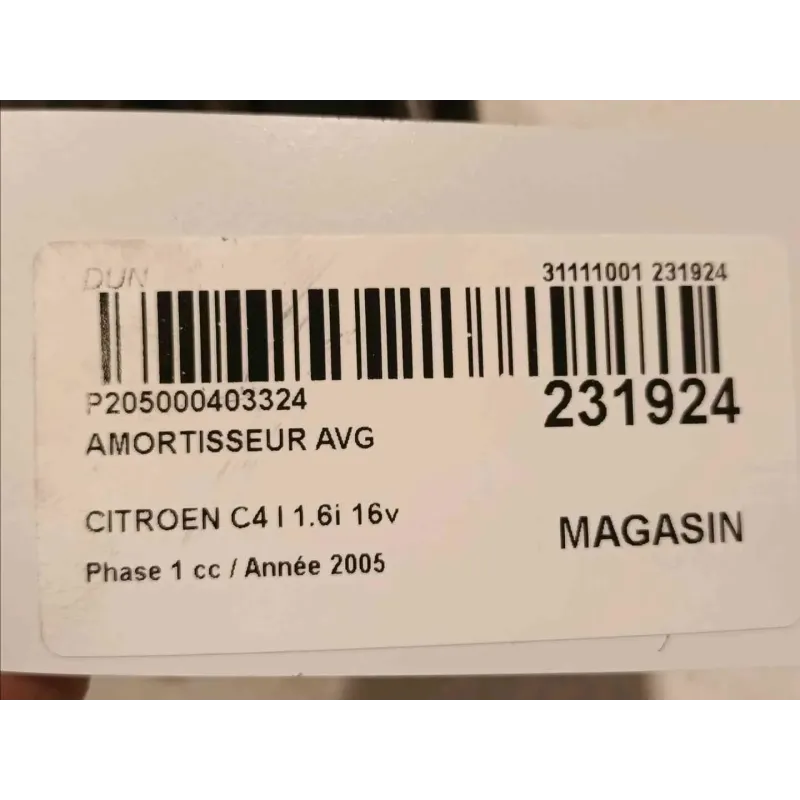 DUN
31111001 231924
P205000403324
231924
AMORTISSEUR AVG
CITROEN C4 I 1.6i 16v
MAGASIN
Phase 1 cc / Année 2005